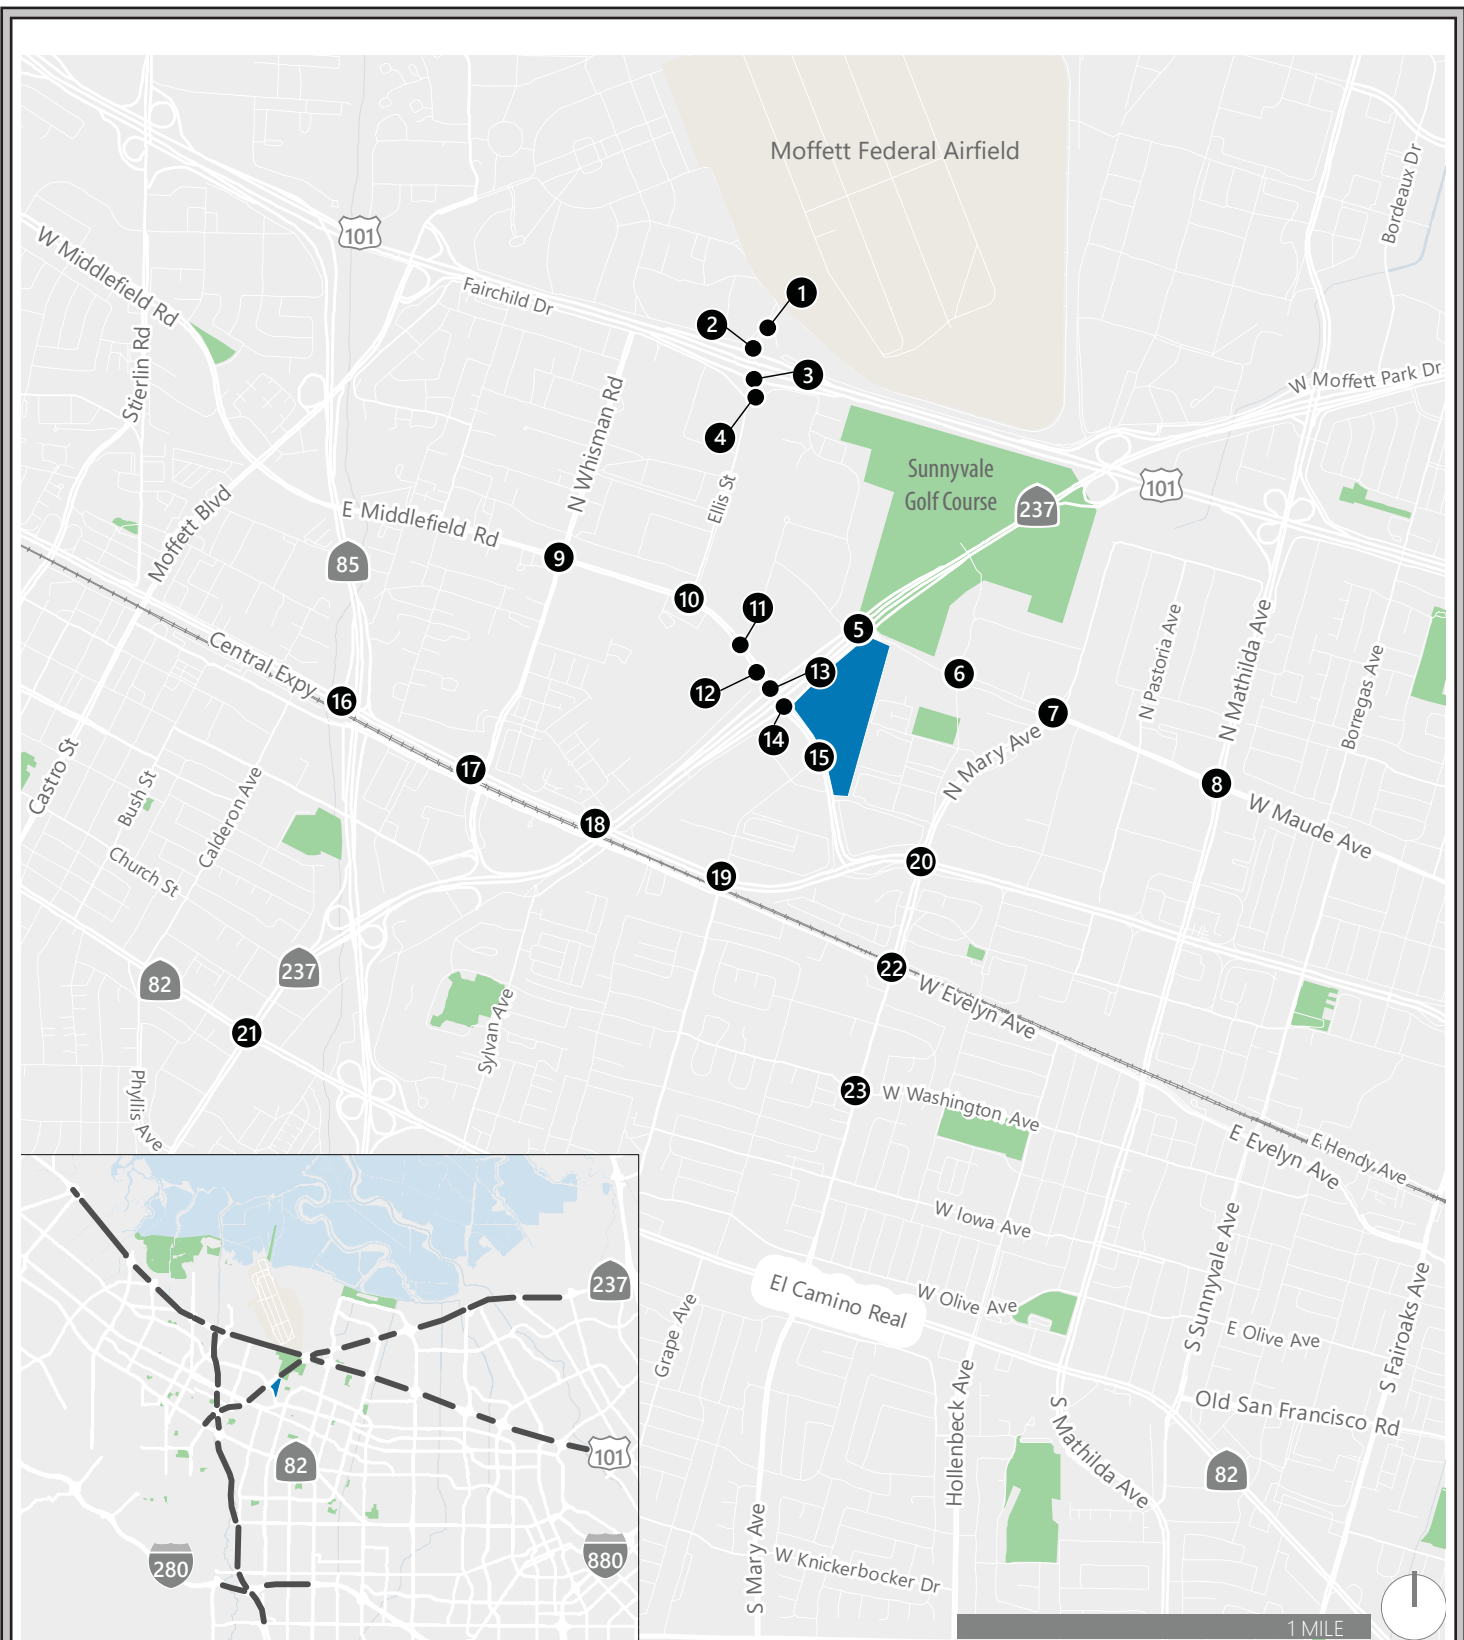 Moffett Federal Airfield
Bordeaux Dr
101
W Middlefield Rd
Fairchild Dr
1
2
3
4
Stierlin Rd
N Whisman Rd
W Moffett Park Dr
Sunnyvale
Golf Course
237
101
Ellis St
E Middlefield Rd
Moffett Blvd
85
9
10
11
5
12
13
6
14
15
7
8
N Pastoria Ave
N Mathilda Ave
Borregas Ave
N Mary Ave
W Maude Ave
Central Expy
16
17
18
19
20
Castro St
Bush St
Calderon Ave
Church St
82
237
21
22
W Evelyn Ave
Sylvan Ave
Phyllis Ave
23
W Washington Ave
E Evelyn Ave
E Hendy Ave
W Iowa Ave
S Sunnyvale Ave
El Camino Real
W Olive Ave
E Olive Ave
Grape Ave
S Fairoaks Ave
Hollenbeck Ave
S Mathilda Ave
Old San Francisco Rd
82
S Mary Ave
W Knickerbocker Dr
237
101
82
280
880
1 MILE